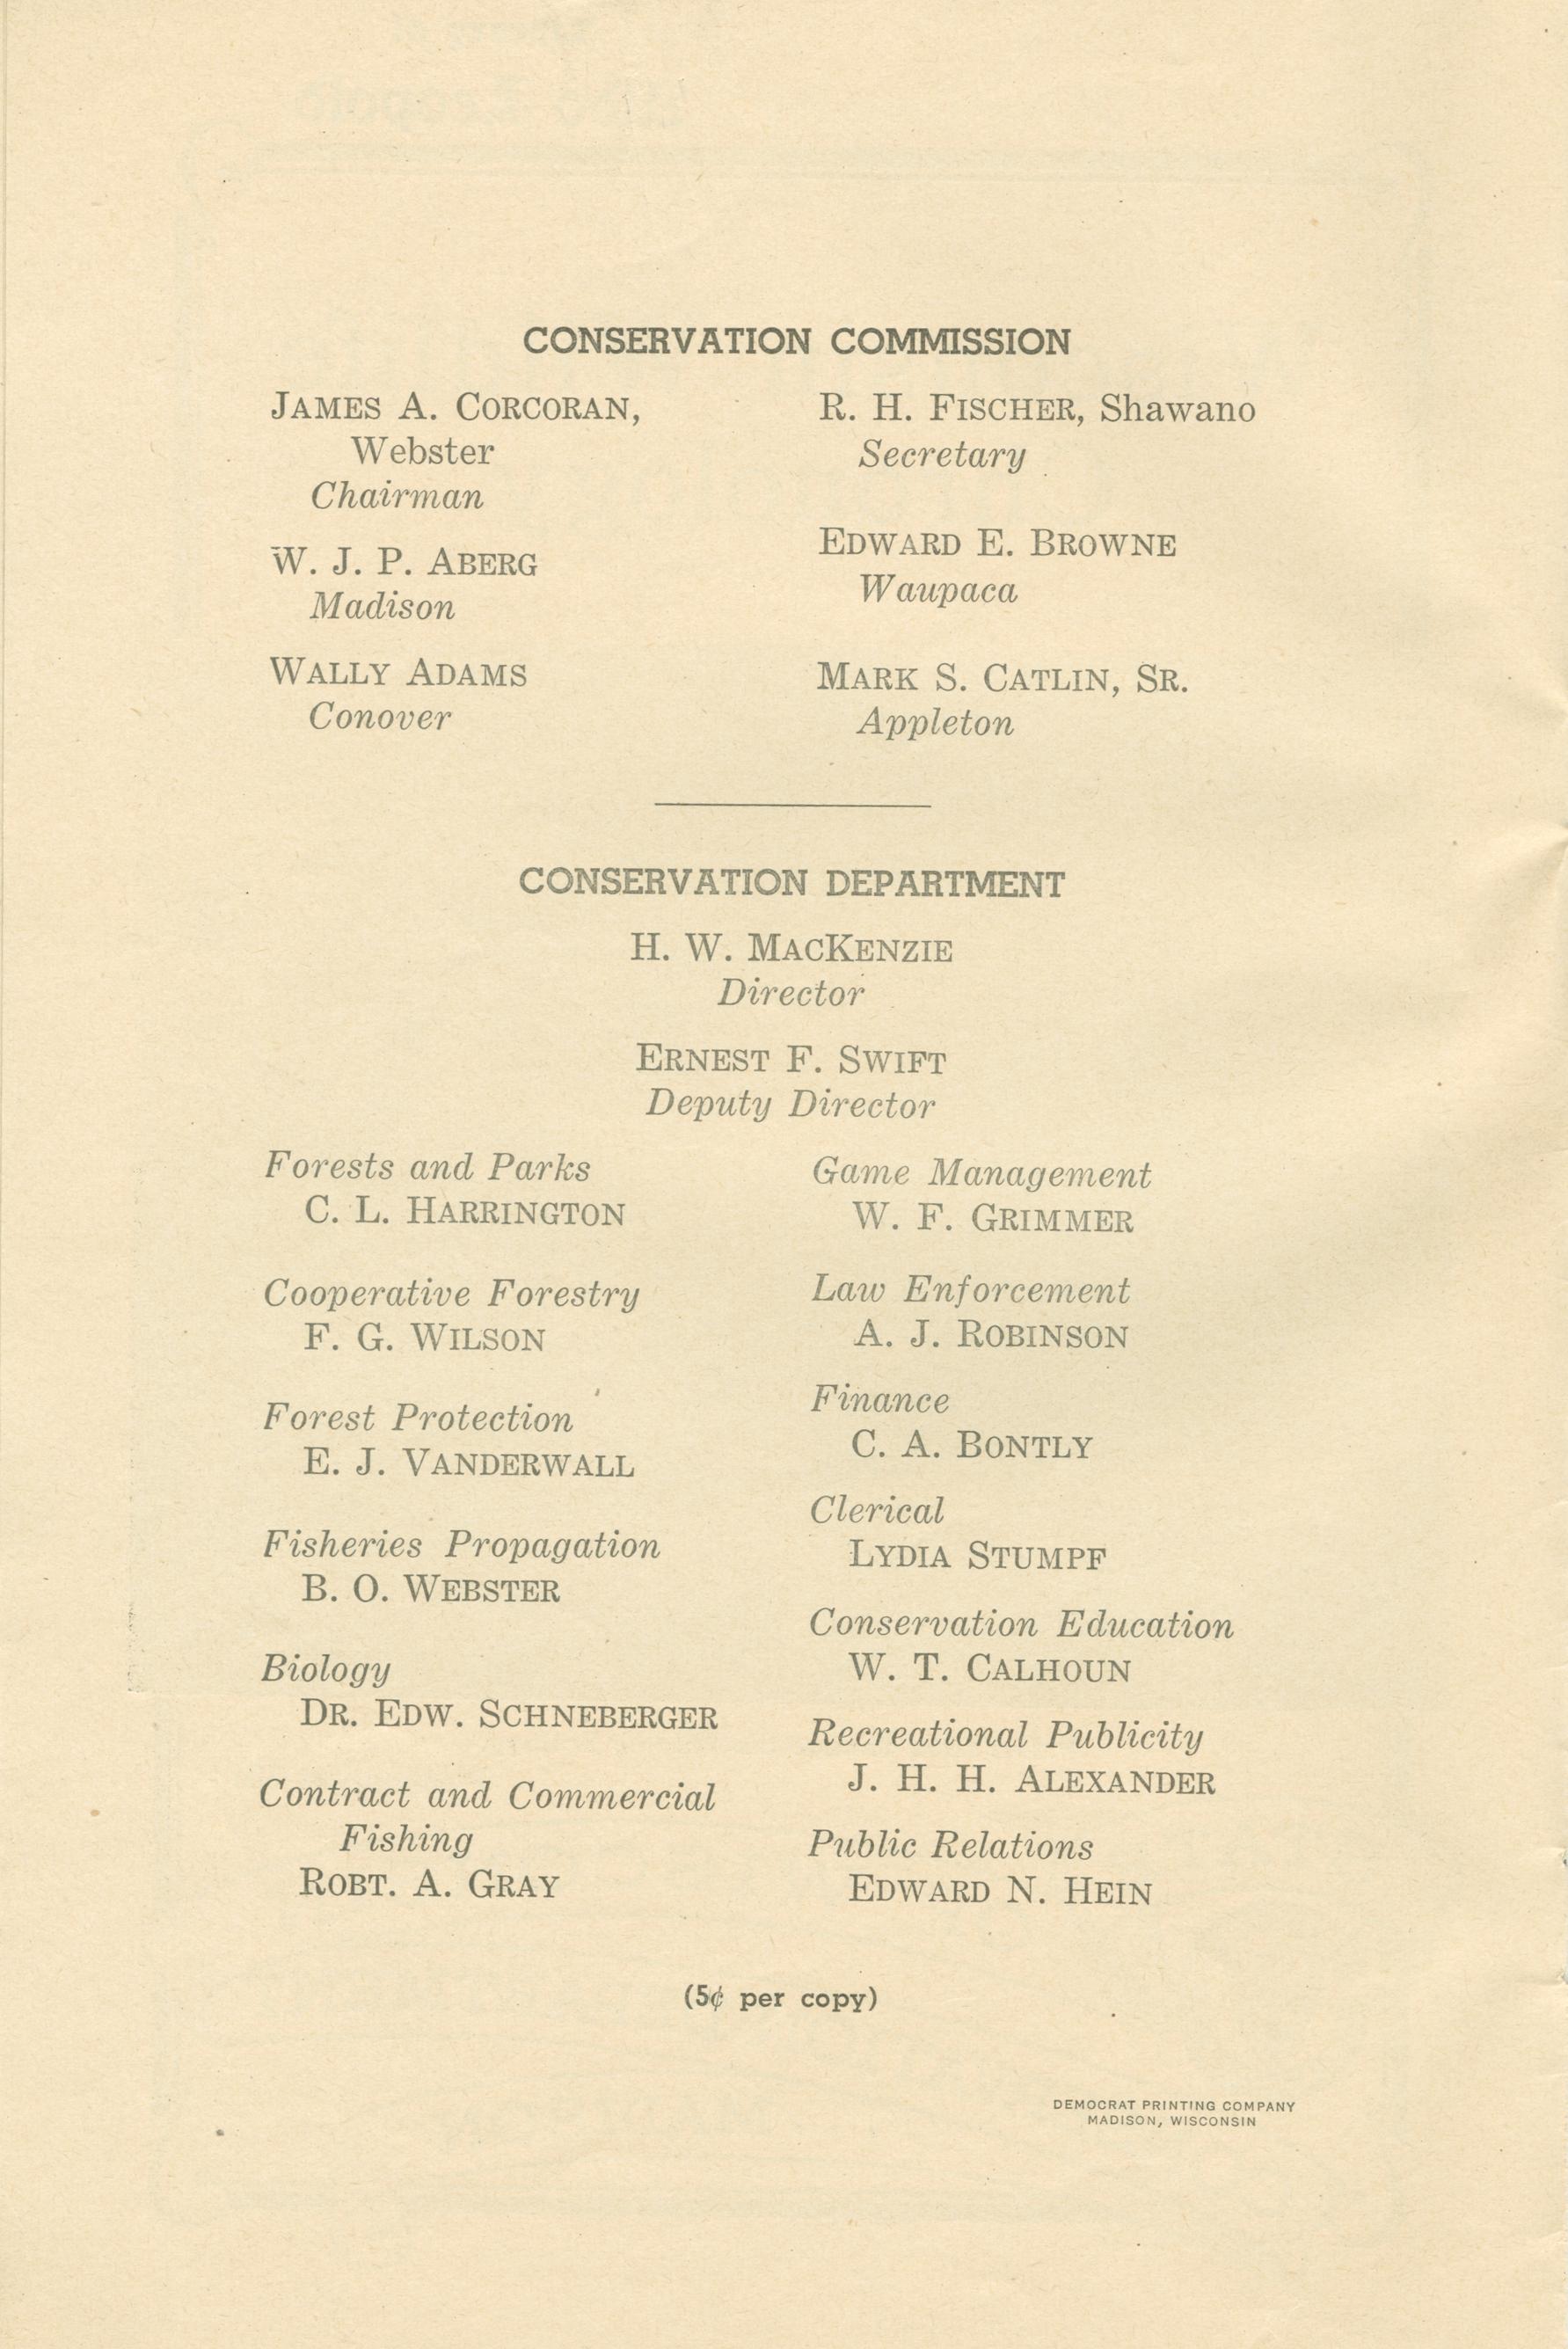 CONSERVATION COMMISSION
JAMES A. CORCORAN,
Webster
Chairman
W. J. P. ABERG
Madison
WALLY ADAMS
Conover
R. H. FISCHER, Shawano
Secretary
EDWARD E. BROWNE
Waupaca
MARK S. CATLIN, SR.
Appleton
CONSERVATION DEPARTMENT
H. W. MACKENZIE
Director
ERNEST F. SWIFT
Deputy Director
Forests and Parks
C. L. HARRINGTON
Cooperative Forestry
F. G. WILSON
Forest Protection
E. J. VANDERWALL
Fisheries Propagation
B. O. WEBSTER
Biology
DR. EDW. SCHNEBERGER
Contract and Commercial
Fishing
ROBT. A. GRAY
Game Management
W. F. GRIMMER
Law Enforcement
A. J. ROBINSON
Finance
C. A. BONTLY
Clerical
LYDIA STUMPF
Conservation Education
W. T. CALHOUN
Recreational Publicity
J. H. H. ALEXANDER
Public Relations
EDWARD N. HEIN
(5¢ per copy)
DEMOCRAT PRINTING COMPANY
MADISON, WISCONSIN